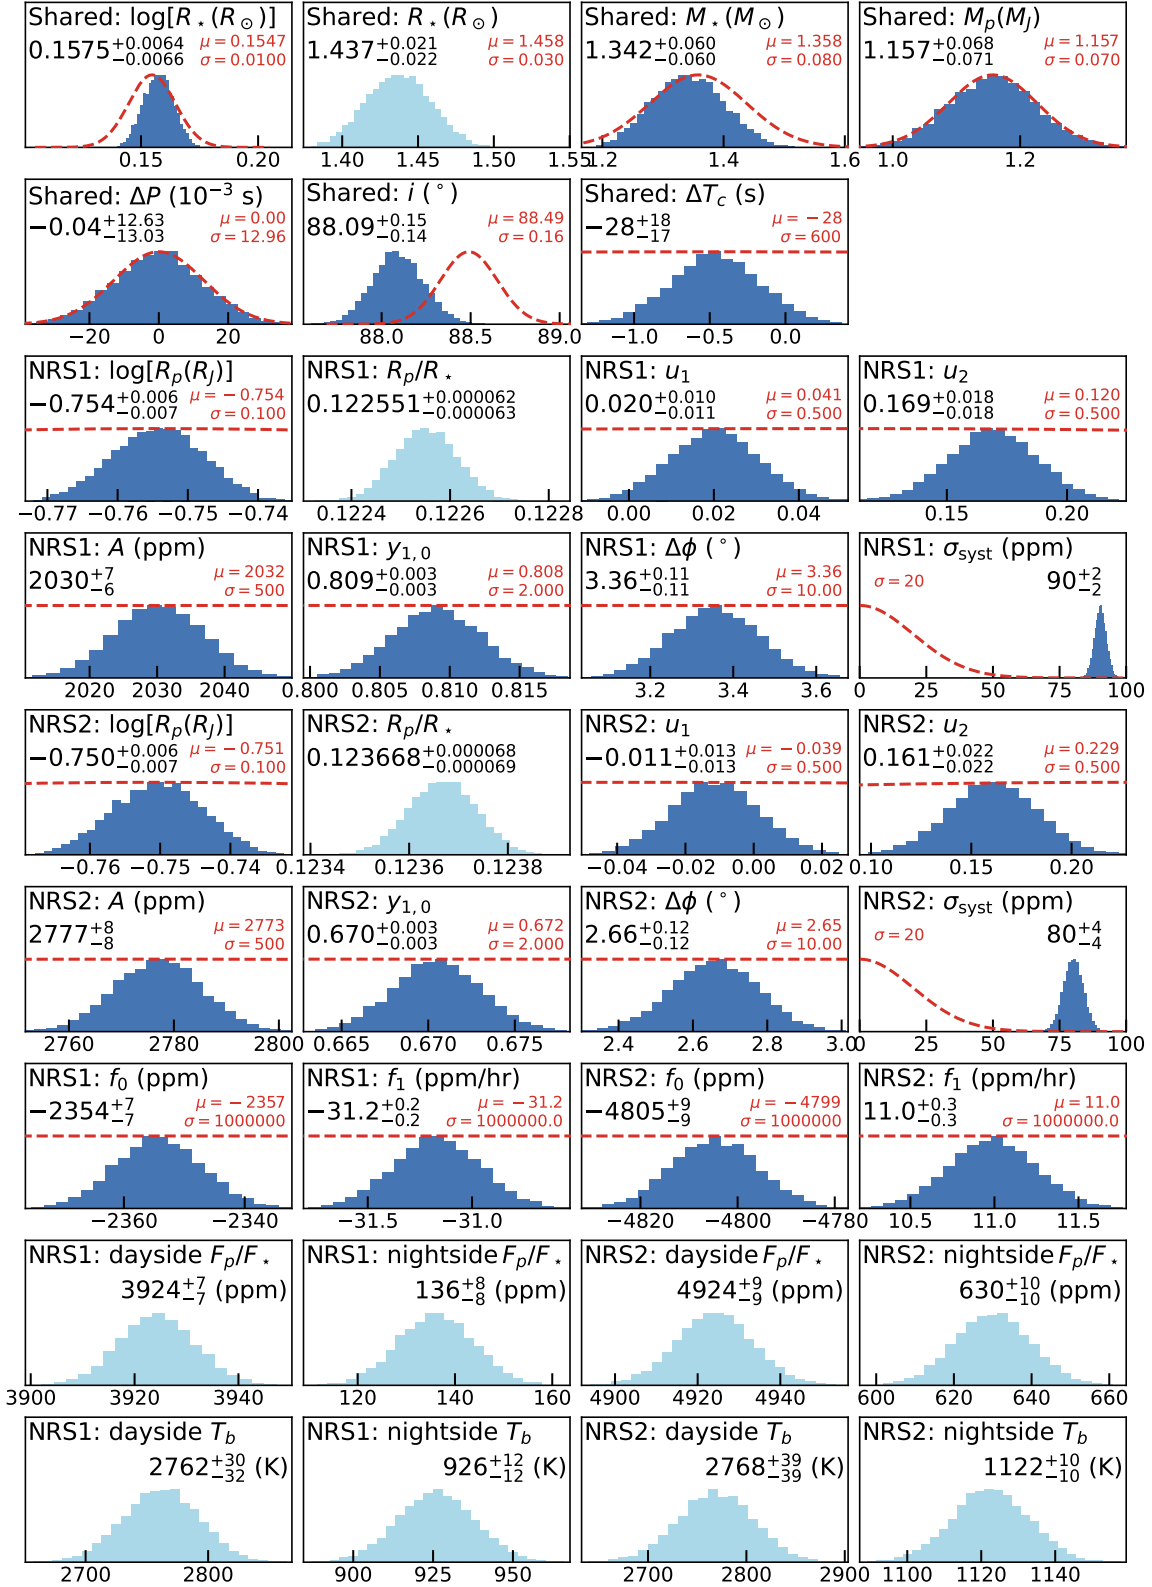 Shared: log[R⋆(R⊙)]
0.1575 +0.0064 −0.0066
μ = 0.1547
σ = 0.0100
0.15 0.20
Shared: R⋆(R⊙)
1.437 +0.021 −0.022
μ = 1.458
σ = 0.030
1.40 1.45 1.50 1.55
Shared: M⋆(M⊙)
1.342 +0.060 −0.060
μ = 1.358
σ = 0.080
1.2 1.4 1.6
Shared: Mp(MJ)
1.157 +0.068 −0.071
μ = 1.157
σ = 0.070
1.0 1.2
Shared: ΔP (10⁻³ s)
−0.04 +12.63 −13.03
μ = 0.00
σ = 12.96
−20 0 20
Shared: i (°)
88.09 +0.15 −0.14
μ = 88.49
σ = 0.16
88.0 88.5 89.0
Shared: ΔTc (s)
−28 +18 −17
μ = −28
σ = 600
−1.0 −0.5 0.0
NRS1: log[Rp(RJ)]
−0.754 +0.006 −0.007
μ = −0.754
σ = 0.100
−0.77 −0.76 −0.75 −0.74
NRS1: Rp/R⋆
0.122551 +0.000062 −0.000063
0.1224 0.1226 0.1228
NRS1: u₁
0.020 +0.010 −0.011
μ = 0.041
σ = 0.500
0.00 0.02 0.04
NRS1: u₂
0.169 +0.018 −0.018
μ = 0.120
σ = 0.500
0.15 0.20
NRS1: A (ppm)
2030 +7 −6
μ = 2032
σ = 500
2020 2030 2040
NRS1: y₁,₀
0.809 +0.003 −0.003
μ = 0.808
σ = 2.000
0.800 0.805 0.810 0.815
NRS1: Δϕ (°)
3.36 +0.11 −0.11
μ = 3.36
σ = 10.00
3.2 3.4 3.6
NRS1: σsyst (ppm)
σ = 20
90 +2 −2
0 25 50 75 100
NRS2: log[Rp(RJ)]
−0.750 +0.006 −0.007
μ = −0.751
σ = 0.100
−0.76 −0.75 −0.74
NRS2: Rp/R⋆
0.123668 +0.000068 −0.000069
0.1234 0.1236 0.1238
NRS2: u₁
−0.011 +0.013 −0.013
μ = −0.039
σ = 0.500
−0.04 −0.02 0.00 0.02
NRS2: u₂
0.161 +0.022 −0.022
μ = 0.229
σ = 0.500
0.10 0.15 0.20
NRS2: A (ppm)
2777 +8 −8
μ = 2773
σ = 500
2760 2780 2800
NRS2: y₁,₀
0.670 +0.003 −0.003
μ = 0.672
σ = 2.000
0.665 0.670 0.675
NRS2: Δϕ (°)
2.66 +0.12 −0.12
μ = 2.65
σ = 10.00
2.4 2.6 2.8 3.0
NRS2: σsyst (ppm)
σ = 20
80 +4 −4
0 25 50 75 100
NRS1: f₀ (ppm)
−2354 +7 −7
μ = −2357
σ = 1000000
−2360 −2340
NRS1: f₁ (ppm/hr)
−31.2 +0.2 −0.2
μ = −31.2
σ = 1000000.0
−31.5 −31.0
NRS2: f₀ (ppm)
−4805 +9 −9
μ = −4799
σ = 1000000
−4820 −4800 −4780
NRS2: f₁ (ppm/hr)
11.0 +0.3 −0.3
μ = 11.0
σ = 1000000.0
10.5 11.0 11.5
NRS1: dayside Fp/F⋆
3924 +7 −7 (ppm)
3900 3920 3940
NRS1: nightside Fp/F⋆
136 +8 −8 (ppm)
120 140 160
NRS2: dayside Fp/F⋆
4924 +9 −9 (ppm)
4900 4920 4940
NRS2: nightside Fp/F⋆
630 +10 −10 (ppm)
600 620 640 660
NRS1: dayside Tb
2762 +30 −32 (K)
2700 2800
NRS1: nightside Tb
926 +12 −12 (K)
900 925 950
NRS2: dayside Tb
2768 +39 −39 (K)
2700 2800 2900
NRS2: nightside Tb
1122 +10 −10 (K)
1100 1120 1140